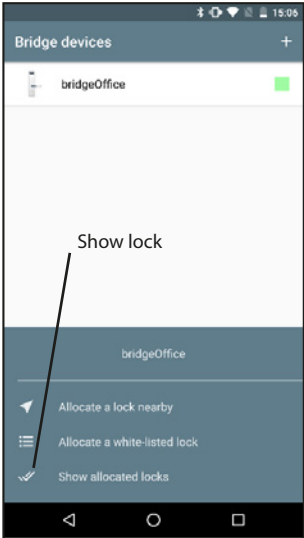 15:06
Bridge devices +
bridgeOffice
Show lock
bridgeOffice
Allocate a lock nearby
Allocate a white-listed lock
Show allocated locks